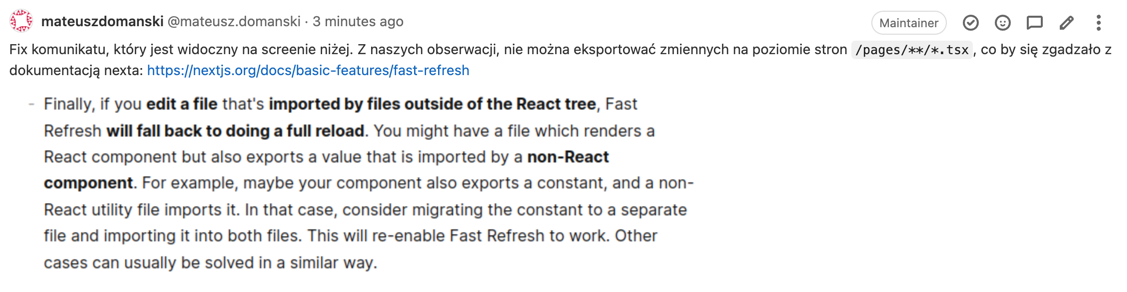 mateuszdomanski @mateusz.domanski · 3 minutes ago
Maintainer
Fix komunikatu, który jest widoczny na screenie niżej. Z naszych obserwacji, nie można eksportować zmiennych na poziomie stron /pages/**/*.tsx, co by się zgadzało z
dokumentacją nexta: https://nextjs.org/docs/basic-features/fast-refresh
- Finally, if you edit a file that's imported by files outside of the React tree, Fast
Refresh will fall back to doing a full reload. You might have a file which renders a
React component but also exports a value that is imported by a non-React
component. For example, maybe your component also exports a constant, and a non-
React utility file imports it. In that case, consider migrating the constant to a separate
file and importing it into both files. This will re-enable Fast Refresh to work. Other
cases can usually be solved in a similar way.